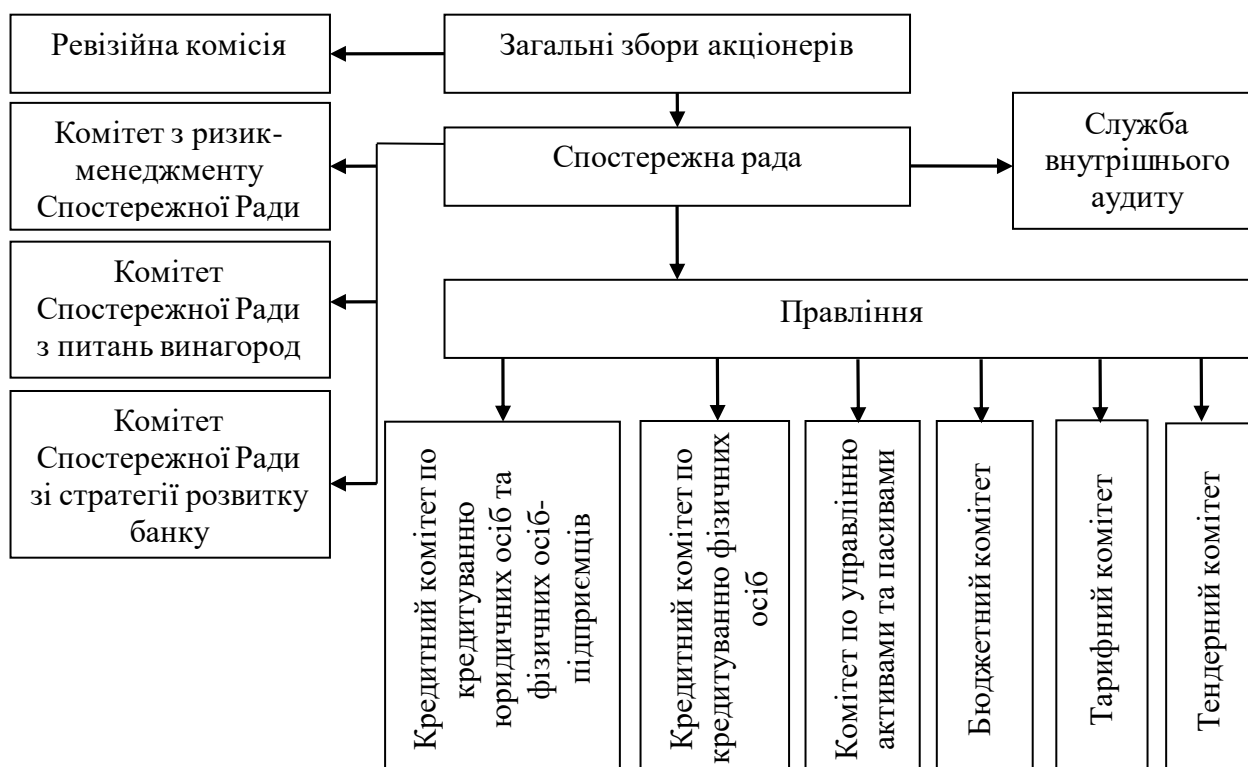 Ревізійна комісія
Загальні збори акціонерів
Комітет з ризик-
менеджменту
Спостережної Ради
Спостережна рада
Служба
внутрішнього
аудиту
Комітет
Спостережної Ради
з питань винагород
Правління
Комітет
Спостережної Ради
зі стратегії розвитку
банку
Кредитний комітет по
кредитуванню
юридичних осіб та
фізичних осіб-
підприємців
Кредитний комітет по
кредитуванню фізичних
осіб
Комітет по управлінню
активами та пасивами
Бюджетний комітет
Тарифний комітет
Тендерний комітет